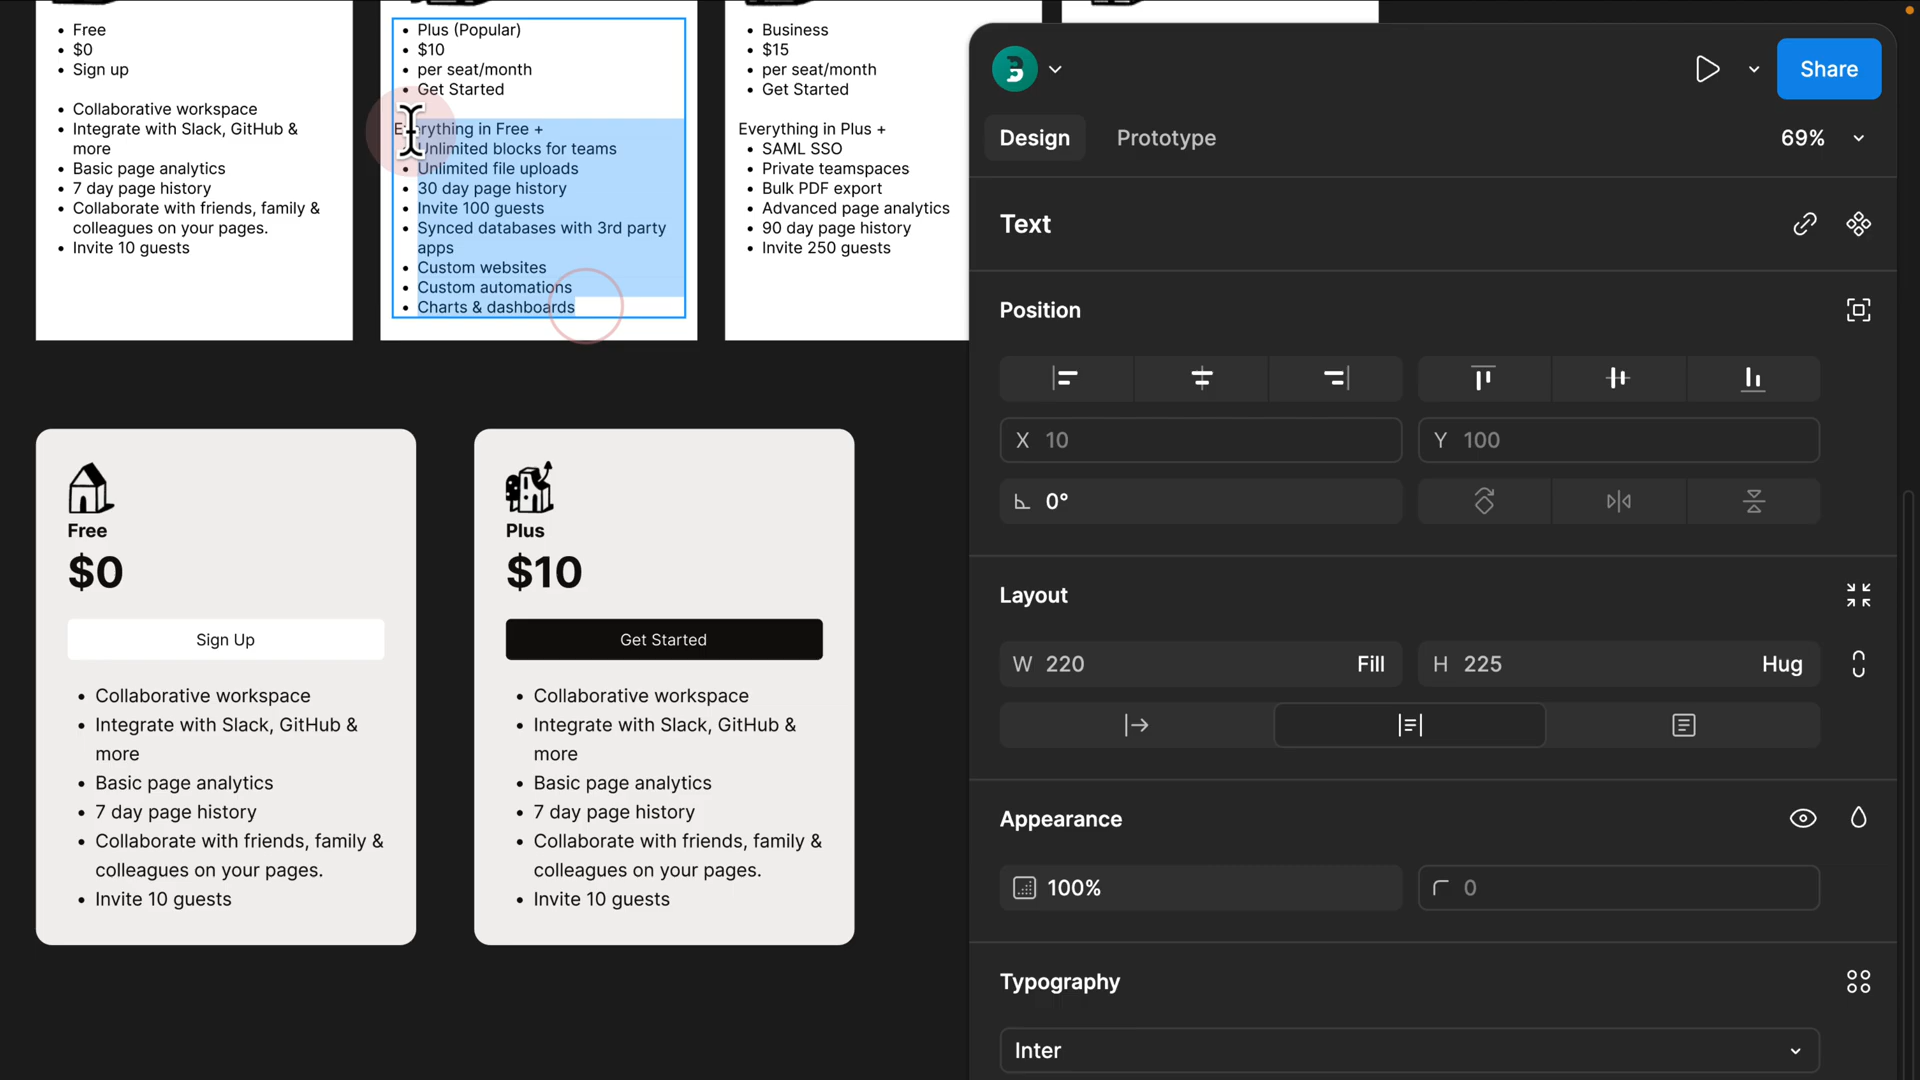 Free
$0
Sign up
Collaborative workspace
Integrate with Slack, GitHub &
more
Basic page analytics
7 day page history
Collaborate with friends, family &
colleagues on your pages.
Invite 10 guests
Plus (Popular)
$10
per seat/month
Get Started
Everything in Free +
Unlimited blocks for teams
Unlimited file uploads
30 day page history
Invite 100 guests
Synced databases with 3rd party
apps
Custom websites
Custom automations
Charts & dashboards
Business
$15
per seat/month
Get Started
Everything in Plus +
SAML SSO
Private teamspaces
Bulk PDF export
Advanced page analytics
90 day page history
Invite 250 guests
Free
$0
Sign Up
Collaborative workspace
Integrate with Slack, GitHub &
more
Basic page analytics
7 day page history
Collaborate with friends, family &
colleagues on your pages.
Invite 10 guests
Plus
$10
Get Started
Collaborative workspace
Integrate with Slack, GitHub &
more
Basic page analytics
7 day page history
Collaborate with friends, family &
colleagues on your pages.
Invite 10 guests
Share
Design Prototype 69%
Text
Position
X 10 Y 100
0°
Layout
W 220 Fill H 225 Hug
Appearance
100% 0
Typography
Inter